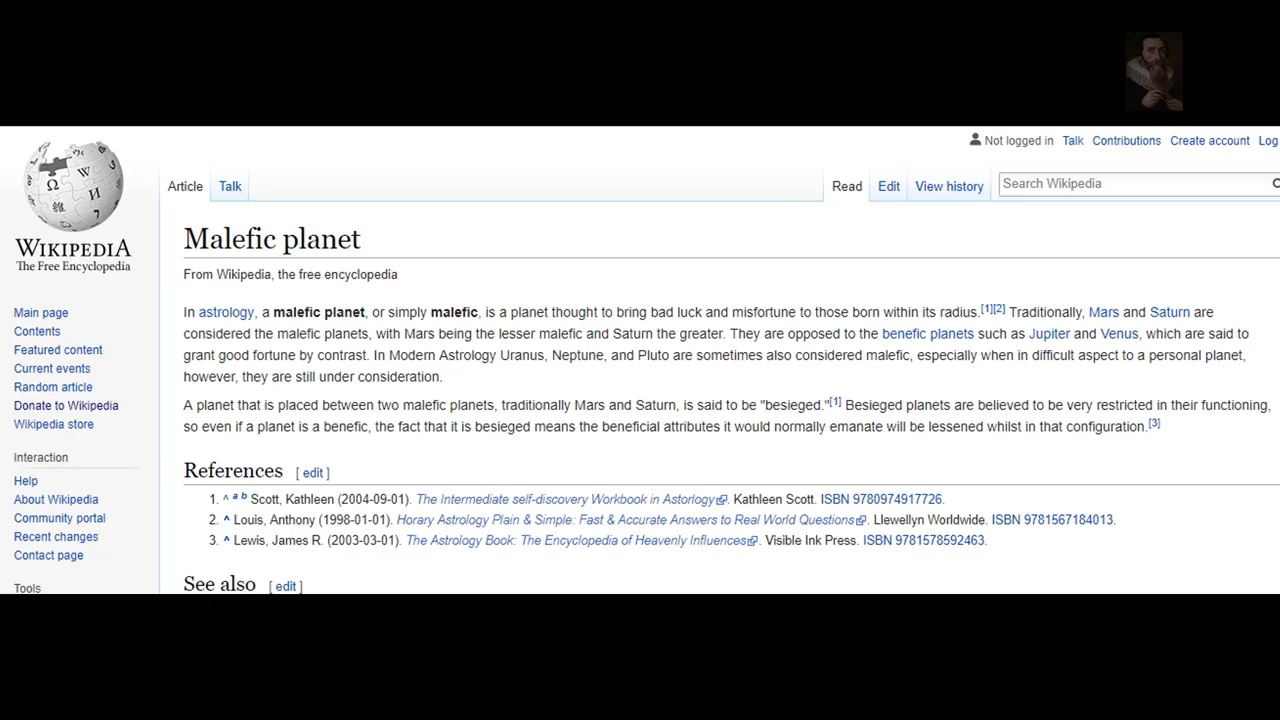 Not logged in Talk Contributions Create account Log
Article Talk Read Edit View history Search Wikipedia
WIKIPEDIA
The Free Encyclopedia
Main page
Contents
Featured content
Current events
Random article
Donate to Wikipedia
Wikipedia store
Interaction
Help
About Wikipedia
Community portal
Recent changes
Contact page
Tools
Malefic planet
From Wikipedia, the free encyclopedia
In astrology, a malefic planet, or simply malefic, is a planet thought to bring bad luck and misfortune to those born within its radius.[1][2] Traditionally, Mars and Saturn are
considered the malefic planets, with Mars being the lesser malefic and Saturn the greater. They are opposed to the benefic planets such as Jupiter and Venus, which are said to
grant good fortune by contrast. In Modern Astrology Uranus, Neptune, and Pluto are sometimes also considered malefic, especially when in difficult aspect to a personal planet,
however, they are still under consideration.
A planet that is placed between two malefic planets, traditionally Mars and Saturn, is said to be "besieged."[1] Besieged planets are believed to be very restricted in their functioning,
so even if a planet is a benefic, the fact that it is besieged means the beneficial attributes it would normally emanate will be lessened whilst in that configuration.[3]
References [ edit ]
1. ^ a b Scott, Kathleen (2004-09-01). The Intermediate self-discovery Workbook in Astorlogy. Kathleen Scott. ISBN 9780974917726.
2. ^ Louis, Anthony (1998-01-01). Horary Astrology Plain & Simple: Fast & Accurate Answers to Real World Questions. Llewellyn Worldwide. ISBN 9781567184013.
3. ^ Lewis, James R. (2003-03-01). The Astrology Book: The Encyclopedia of Heavenly Influences. Visible Ink Press. ISBN 9781578592463.
See also [ edit ]